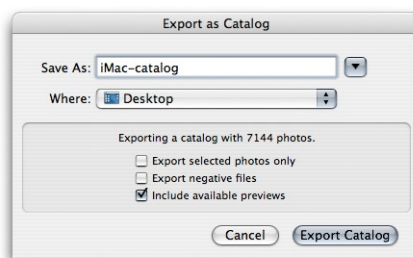 Export as Catalog
Save As: iMac-catalog
Where: Desktop
Exporting a catalog with 7144 photos.
Export selected photos only
Export negative files
Include available previews
Cancel Export Catalog